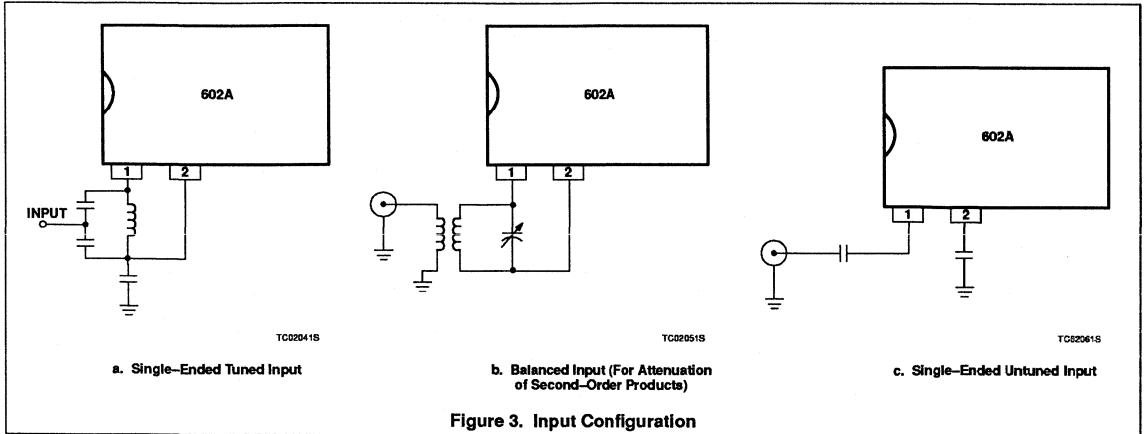 602A
1 2
INPUT
TC02041S
a. Single–Ended Tuned Input
602A
1 2
TC02051S
b. Balanced Input (For Attenuation
of Second–Order Products)
602A
1 2
TC02061S
c. Single–Ended Untuned Input
Figure 3. Input Configuration